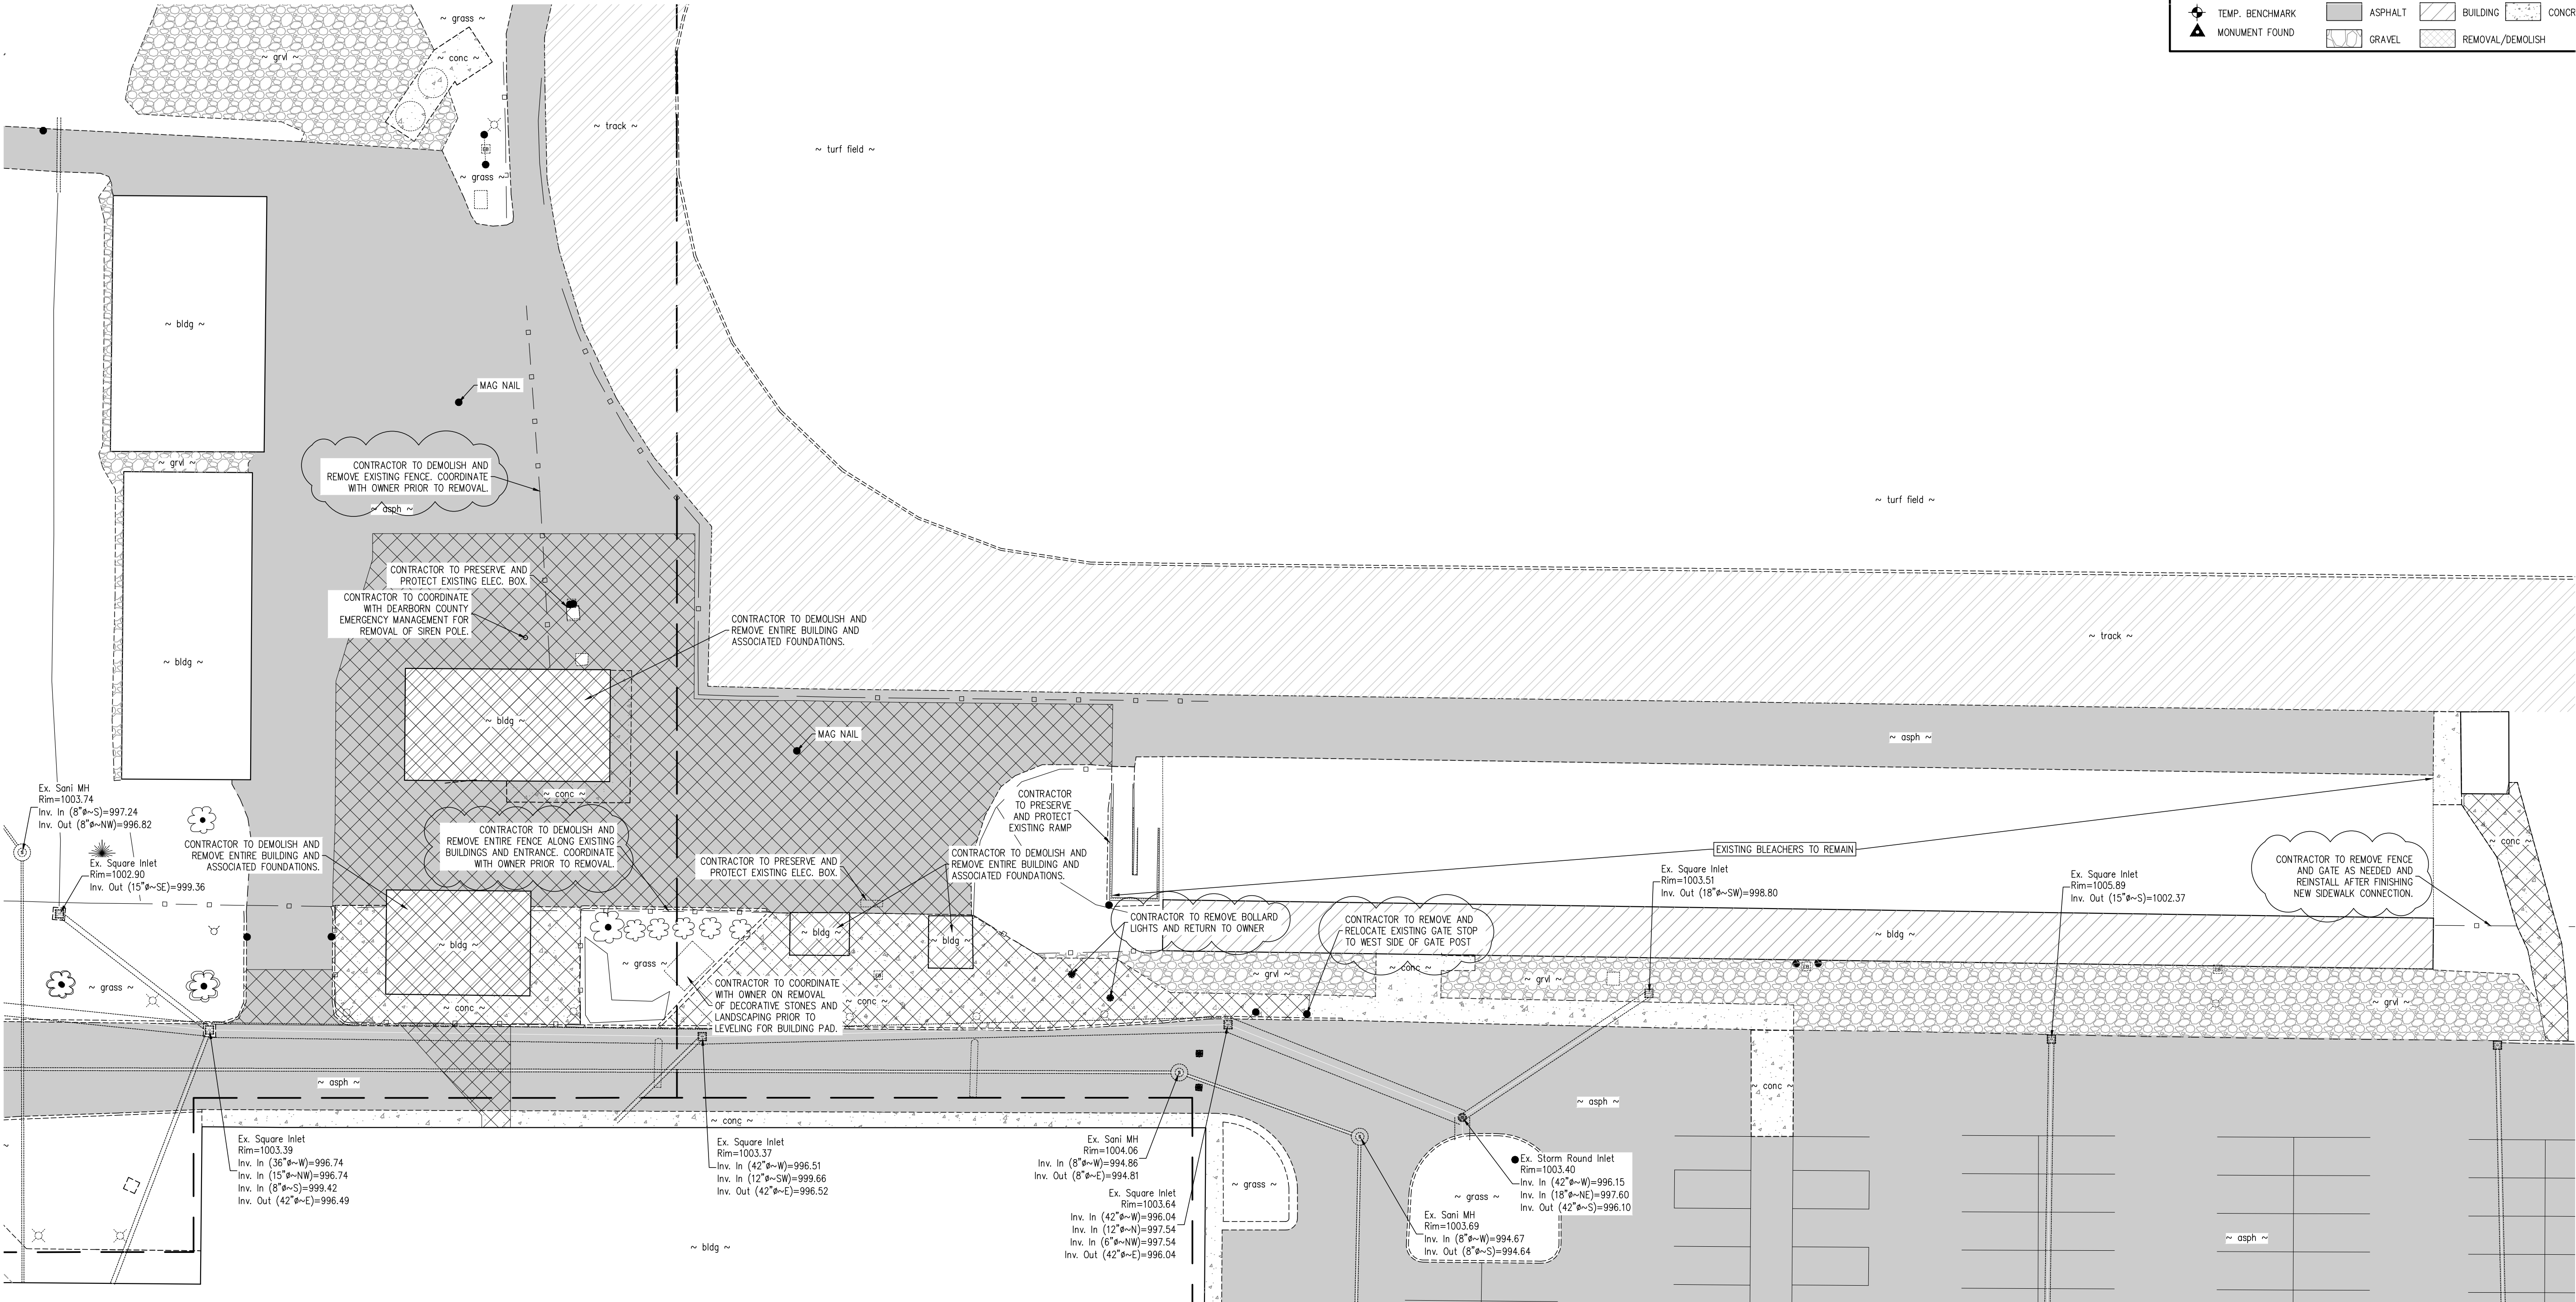 TEMP. BENCHMARK
MONUMENT FOUND
ASPHALT
BUILDING
GRAVEL
REMOVAL/DEMOLISH
~ grass ~
~ grvl ~
~ conc ~
~ track ~
~ turf field ~
~ grass ~
~ bldg ~
MAG NAIL
~ grvl ~
CONTRACTOR TO DEMOLISH AND
REMOVE EXISTING FENCE. COORDINATE
WITH OWNER PRIOR TO REMOVAL.
~ asph ~
~ turf field ~
CONTRACTOR TO PRESERVE AND
PROTECT EXISTING ELEC. BOX.
CONTRACTOR TO COORDINATE
WITH DEARBORN COUNTY
EMERGENCY MANAGEMENT FOR
REMOVAL OF SIREN POLE.
CONTRACTOR TO DEMOLISH AND
REMOVE ENTIRE BUILDING AND
ASSOCIATED FOUNDATIONS.
~ track ~
~ bldg ~
~ bldg ~
MAG NAIL
~ asph ~
Ex. Sani MH
Rim=1003.74
Inv. In (8"ø~S)=997.24
Inv. Out (8"ø~NW)=996.82
~ conc ~
CONTRACTOR
TO PRESERVE
AND PROTECT
EXISTING RAMP
CONTRACTOR TO DEMOLISH AND
REMOVE ENTIRE BUILDING AND
ASSOCIATED FOUNDATIONS.
CONTRACTOR TO DEMOLISH AND
REMOVE ENTIRE FENCE ALONG EXISTING
BUILDINGS AND ENTRANCE. COORDINATE
WITH OWNER PRIOR TO REMOVAL.
CONTRACTOR TO PRESERVE AND
PROTECT EXISTING ELEC. BOX.
CONTRACTOR TO DEMOLISH AND
REMOVE ENTIRE BUILDING AND
ASSOCIATED FOUNDATIONS.
EXISTING BLEACHERS TO REMAIN
~ conc ~
Ex. Square Inlet
Rim=1002.90
Inv. Out (15"ø~SE)=999.36
Ex. Square Inlet
Rim=1003.51
Inv. Out (18"ø~SW)=998.80
Ex. Square Inlet
Rim=1005.89
Inv. Out (15"ø~S)=1002.37
CONTRACTOR TO REMOVE FENCE
AND GATE AS NEEDED AND
REINSTALL AFTER FINISHING
NEW SIDEWALK CONNECTION.
CONTRACTOR TO REMOVE BOLLARD
LIGHTS AND RETURN TO OWNER
CONTRACTOR TO REMOVE AND
RELOCATE EXISTING GATE STOP
TO WEST SIDE OF GATE POST
~ bldg ~
~ bldg ~
~ bldg ~
~ bldg ~
~ grass ~
~ grvl ~
~ conc ~
~ grvl ~
~ grvl ~
~ grass ~
~ conc ~
CONTRACTOR TO COORDINATE
WITH OWNER ON REMOVAL
OF DECORATIVE STONES AND
LANDSCAPING PRIOR TO
LEVELING FOR BUILDING PAD.
~ conc ~
~ asph ~
~ conc ~
~ asph ~
~ conc ~
Ex. Square Inlet
Rim=1003.39
Inv. In (36"ø~W)=996.74
Inv. In (15"ø~NW)=996.74
Inv. In (8"ø~S)=999.42
Inv. Out (42"ø~E)=996.49
Ex. Square Inlet
Rim=1003.37
Inv. In (42"ø~W)=996.51
Inv. In (12"ø~SW)=999.66
Inv. Out (42"ø~E)=996.52
Ex. Sani MH
Rim=1004.06
Inv. In (8"ø~W)=994.86
Inv. Out (8"ø~E)=994.81
Ex. Square Inlet
Rim=1003.64
Inv. In (42"ø~W)=996.04
Inv. In (12"ø~N)=997.54
Inv. In (6"ø~NW)=997.54
Inv. Out (42"ø~E)=996.04
~ grass ~
~ grass ~
Ex. Storm Round Inlet
Rim=1003.40
Inv. In (42"ø~W)=996.15
Inv. In (18"ø~NE)=997.60
Inv. Out (42"ø~S)=996.10
Ex. Sani MH
Rim=1003.69
Inv. In (8"ø~W)=994.67
Inv. Out (8"ø~S)=994.64
~ bldg ~
~ asph ~